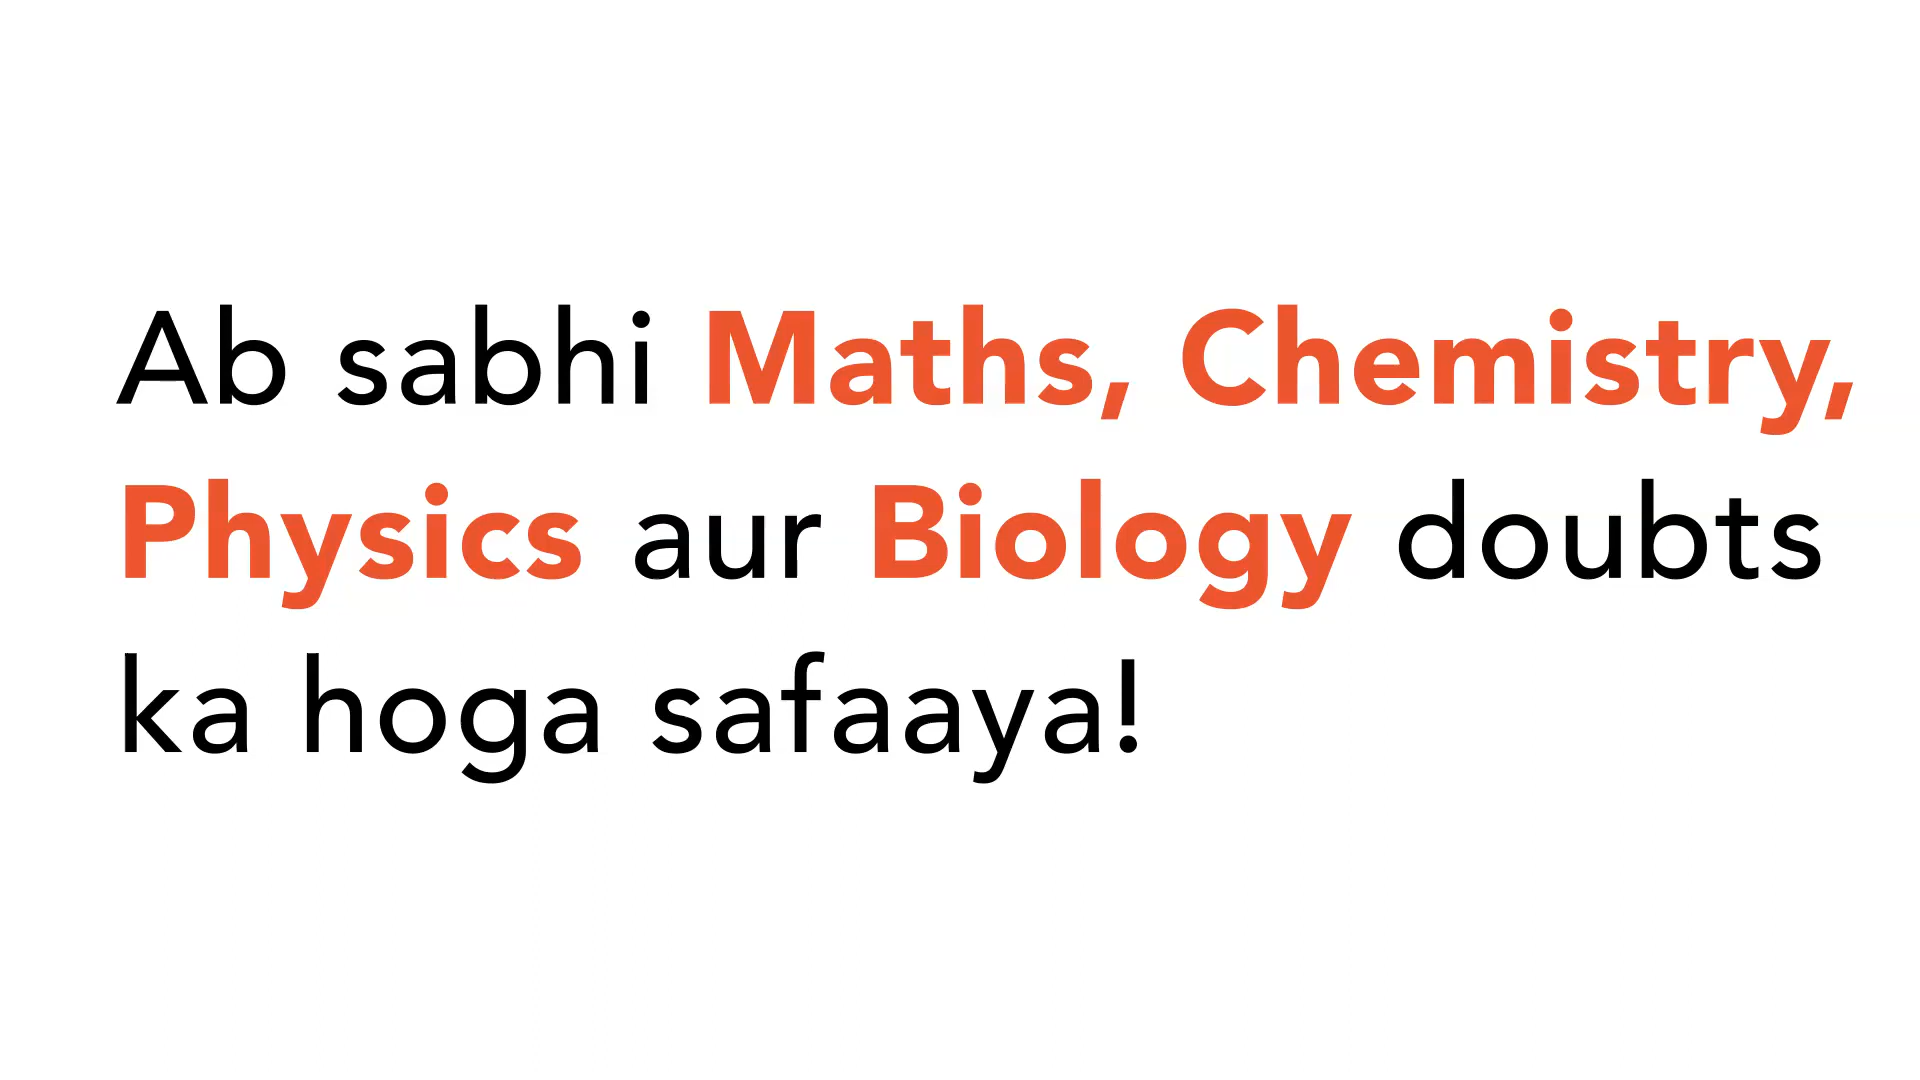 Ab sabhi Maths, Chemistry,
Physics aur Biology doubts
ka hoga safaaya!